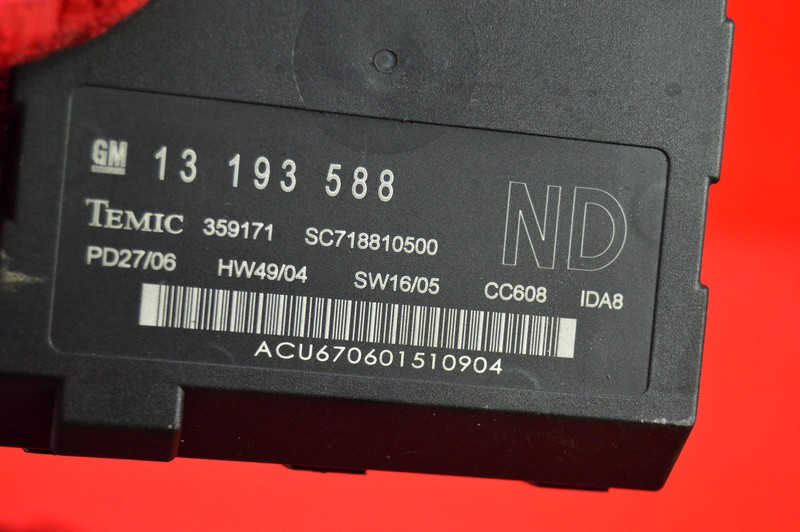 GM 13 193 588
TEMIC 359171 SC718810500 ND
PD27/06 HW49/04 SW16/05 CC608 IDA8
ACU670601510904